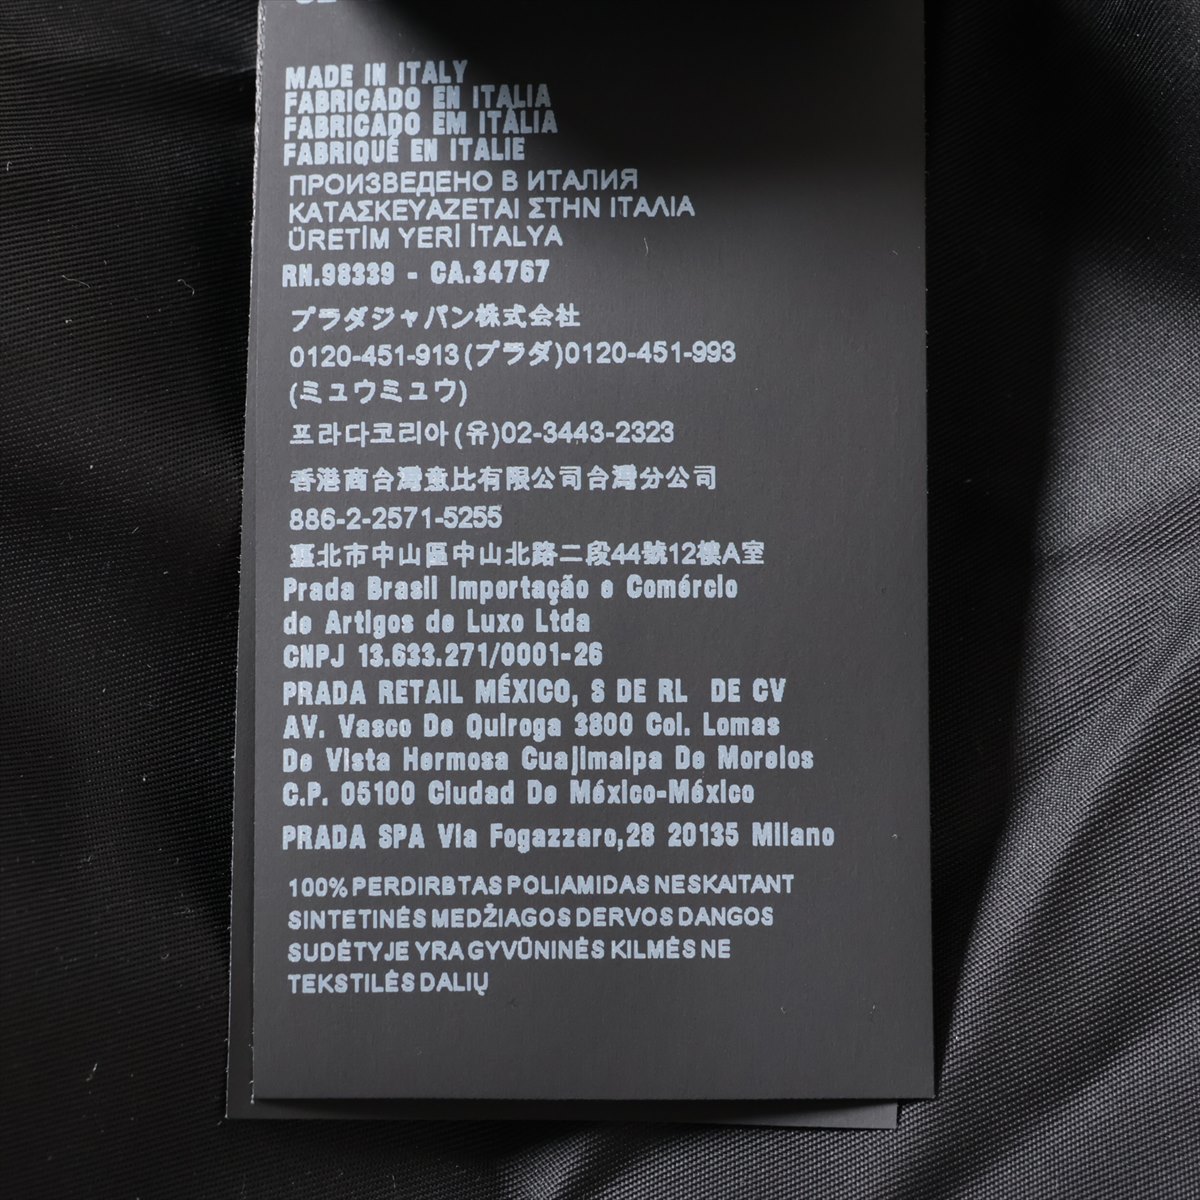 MADE IN ITALY
FABRICADO EN ITALIA
FABRICADO EM ITÁLIA
FABRIQUÉ EN ITALIE
ПРОИЗВЕДЕНО В ИТАЛИЯ
ΚΑΤΑΣΚΕΥΑΖΕΤΑΙ ΣΤΗΝ ΙΤΑΛΙΑ
ÜRETİM YERİ İTALYA
RN.98339 - CA.34767
プラダジャパン株式会社
0120-451-913(プラダ)0120-451-993
(ミュウミュウ)
프라다코리아(유)02-3443-2323
香港商台灣意比有限公司台灣分公司
886-2-2571-5255
臺北市中山區中山北路二段44號12樓A室
Prada Brasil Importação e Comércio
de Artigos de Luxo Ltda
CNPJ 13.633.271/0001-26
PRADA RETAIL MÉXICO, S DE RL DE CV
AV. Vasco De Quiroga 3800 Col. Lomas
De Vista Hermosa Cuajimalpa De Morelos
C.P. 05100 Ciudad De México-México
PRADA SPA Via Fogazzaro,28 20135 Milano
100% PERDIRBTAS POLIAMIDAS NESKAITANT
SINTETINĖS MEDŽIAGOS DERVOS DANGOS
SUDĖTYJE YRA GYVŪNINĖS KILMĖS NE
TEKSTILĖS DALIŲ